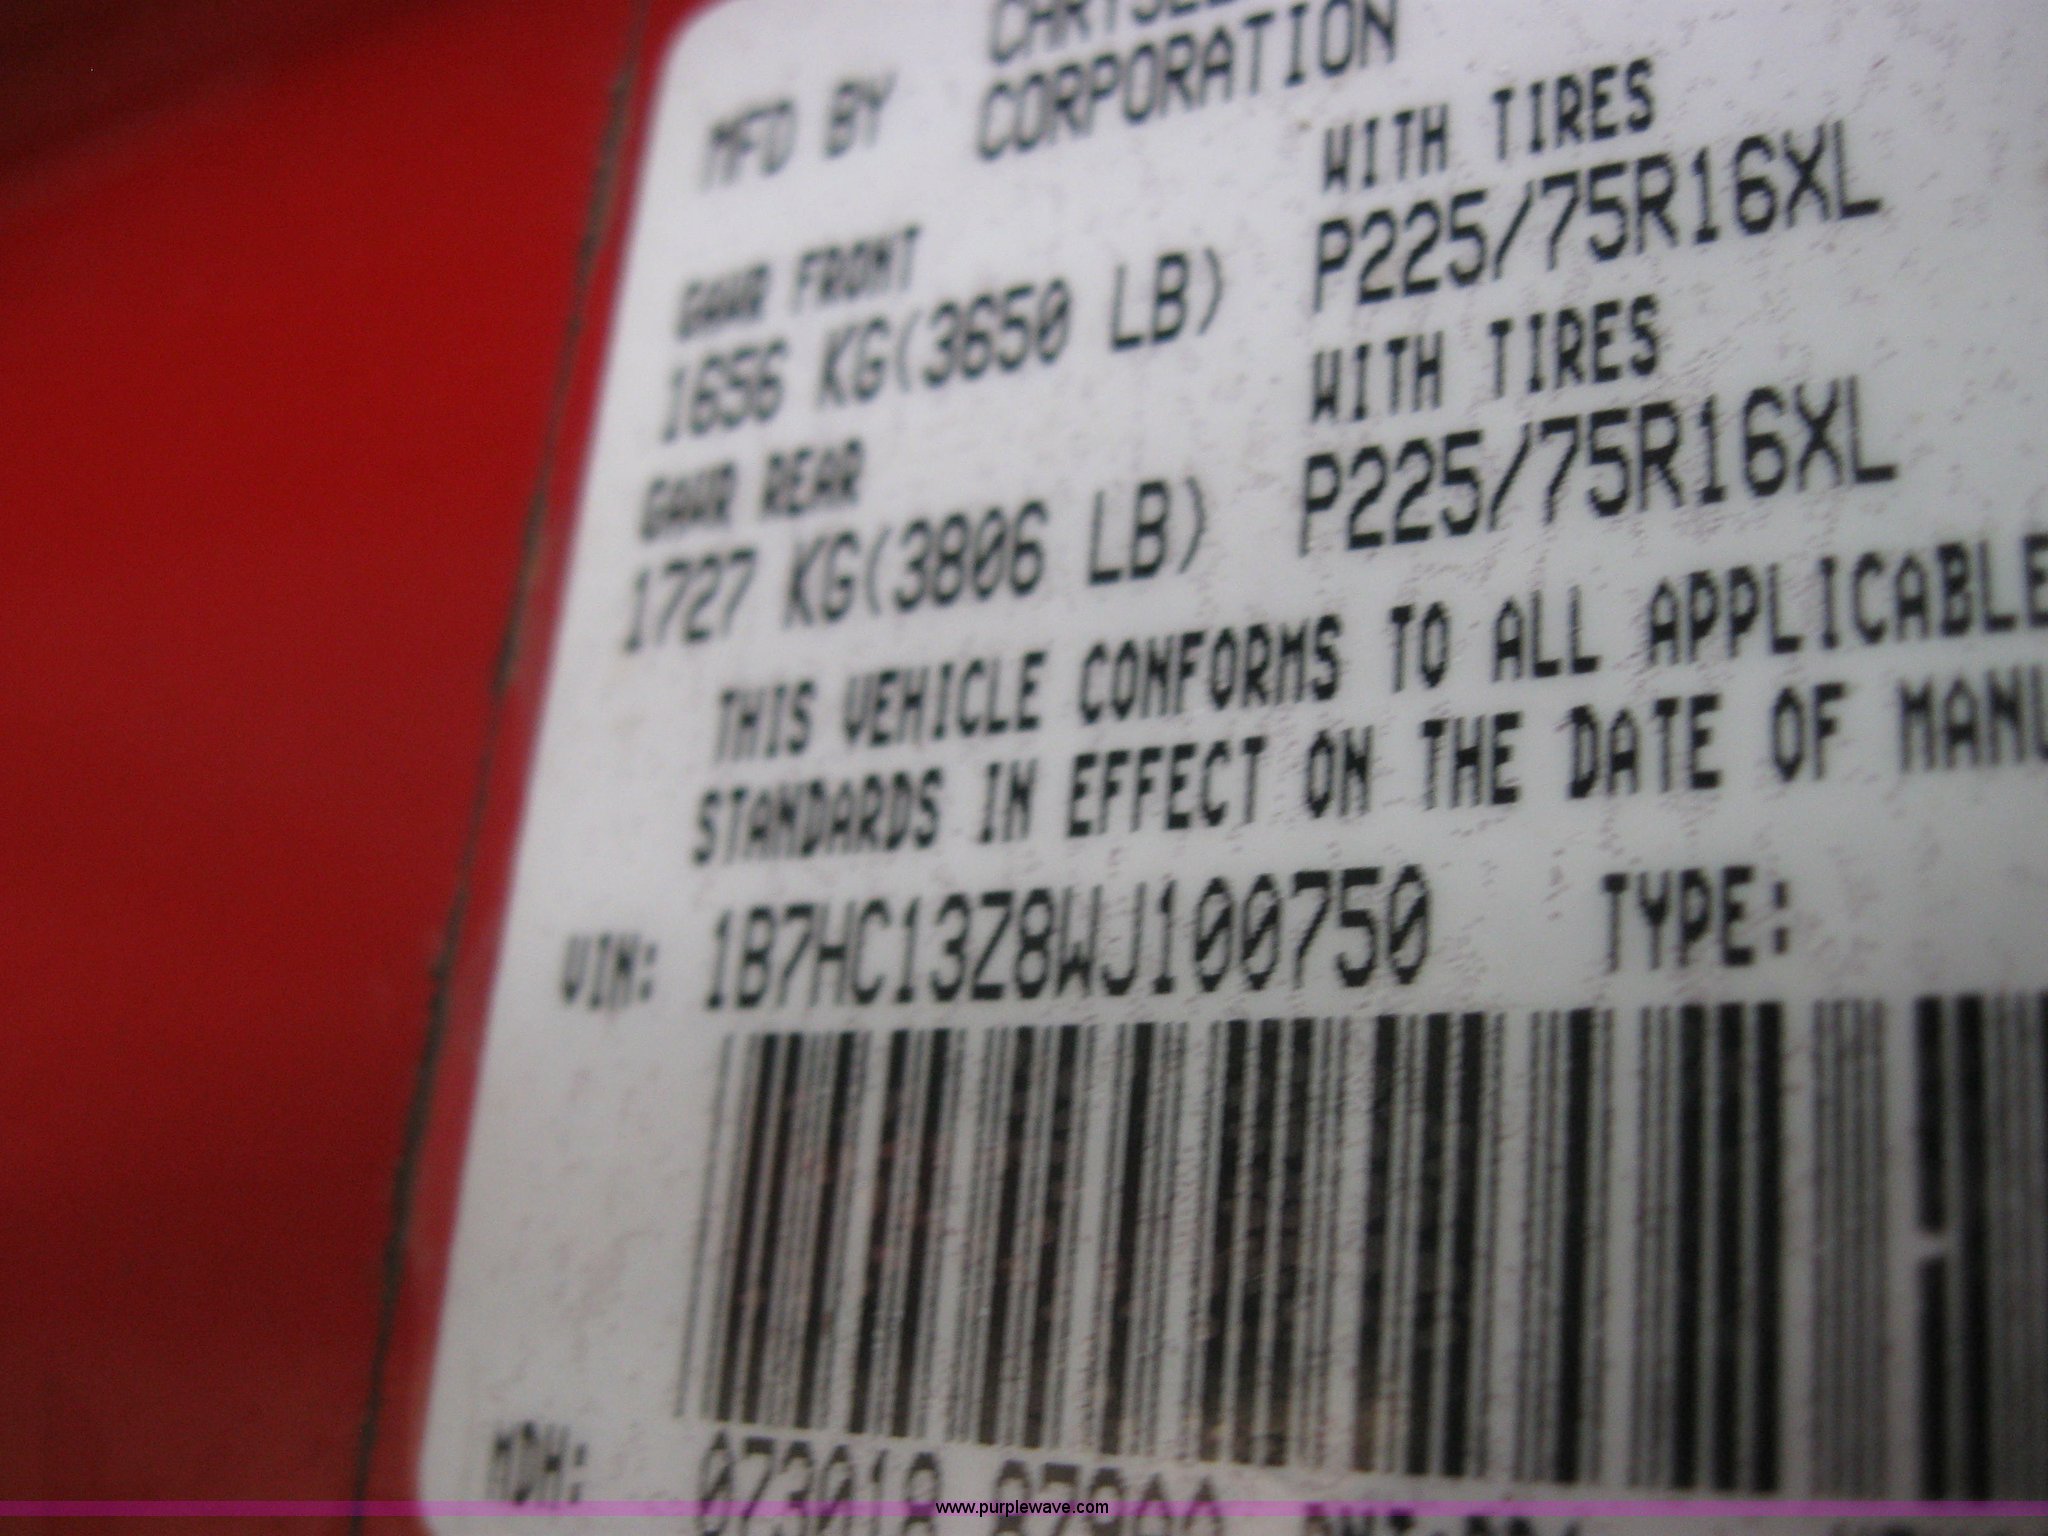 MFD BY
CORPORATION
GAWR FRONT
WITH TIRES
1656 KG(3650 LB)
P225/75R16XL
GAWR REAR
WITH TIRES
1727 KG(3806 LB)
P225/75R16XL
THIS VEHICLE CONFORMS TO ALL APPLICABLE
STANDARDS IN EFFECT ON THE DATE OF MANU
VIN: 1B7HC13Z8WJ100750 TYPE:
MDH: 073018
www.purplewave.com